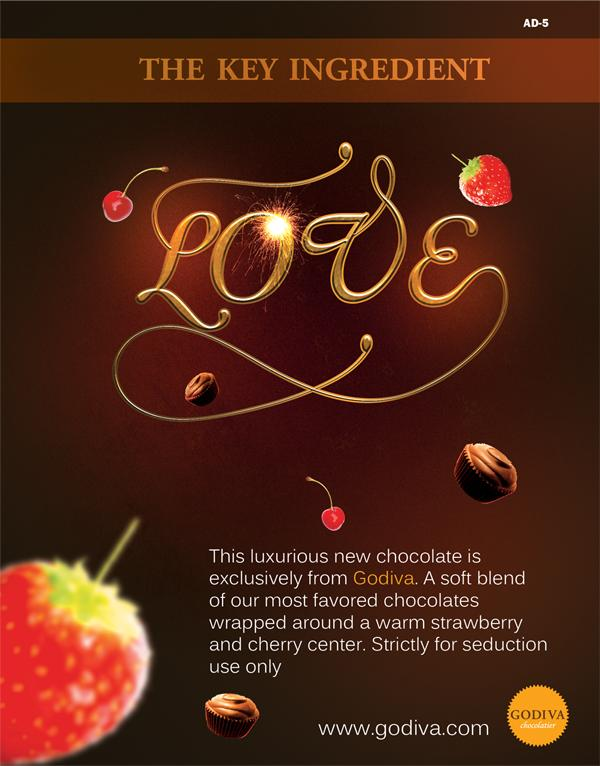 AD-5
THE KEY INGREDIENT
LOVE
This luxurious new chocolate is
exclusively from Godiva. A soft blend
of our most favored chocolates
wrapped around a warm strawberry
and cherry center. Strictly for seduction
use only
www.godiva.com
GODIVA
chocolatier